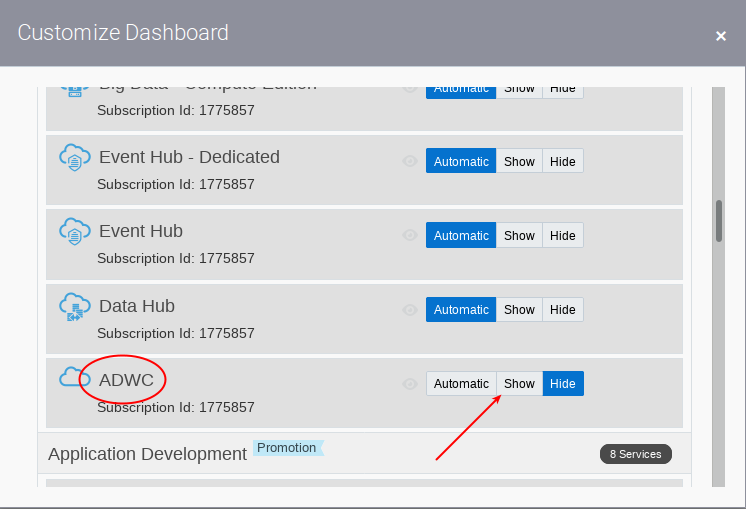 Customize Dashboard
×
Big Data - Compute Edition
Automatic Show Hide
Subscription Id: 1775857
Event Hub - Dedicated
Automatic Show Hide
Subscription Id: 1775857
Event Hub
Automatic Show Hide
Subscription Id: 1775857
Data Hub
Automatic Show Hide
Subscription Id: 1775857
ADWC
Automatic Show Hide
Subscription Id: 1775857
Application Development Promotion
8 Services